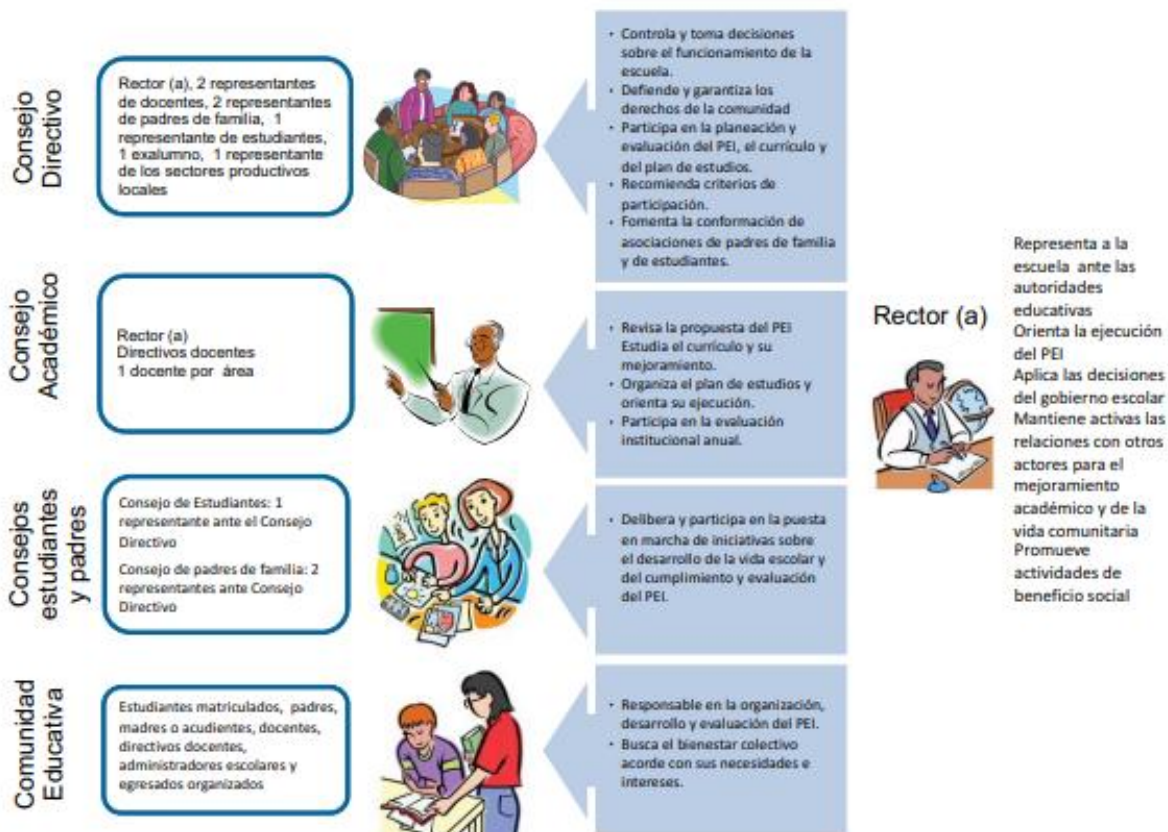 Consejo
Directivo
Rector (a), 2 representantes
de docentes, 2 representantes
de padres de familia, 1
representante de estudiantes,
1 exalumno, 1 representante
de los sectores productivos
locales
• Controla y toma decisiones
sobre el funcionamiento de la
escuela.
• Defiende y garantiza los
derechos de la comunidad
• Participa en la planeación y
evaluación del PEI, el currículo y
del plan de estudios.
• Recomienda criterios de
participación.
• Fomenta la conformación de
asociaciones de padres de familia
y de estudiantes.
Consejo
Académico
Rector (a)
Directivos docentes
1 docente por área
• Revisa la propuesta del PEI
Estudia el currículo y su
mejoramiento.
• Organiza el plan de estudios y
orienta su ejecución.
• Participa en la evaluación
institucional anual.
Consejos
estudiantes
y padres
Consejo de Estudiantes: 1
representante ante el Consejo
Directivo
Consejo de padres de familia: 2
representantes ante Consejo
Directivo
• Delibera y participa en la puesta
en marcha de iniciativas sobre
el desarrollo de la vida escolar y
del cumplimiento y evaluación
del PEI.
Comunidad
Educativa
Estudiantes matriculados, padres,
madres o acudientes, docentes,
directivos docentes,
administradores escolares y
egresados organizados
• Responsable en la organización,
desarrollo y evaluación del PEI.
• Busca el bienestar colectivo
acorde con sus necesidades e
intereses.
Rector (a)
Representa a la
escuela ante las
autoridades
educativas
Orienta la ejecución
del PEI
Aplica las decisiones
del gobierno escolar
Mantiene activas las
relaciones con otros
actores para el
mejoramiento
académico y de la
vida comunitaria
Promueve
actividades de
beneficio social